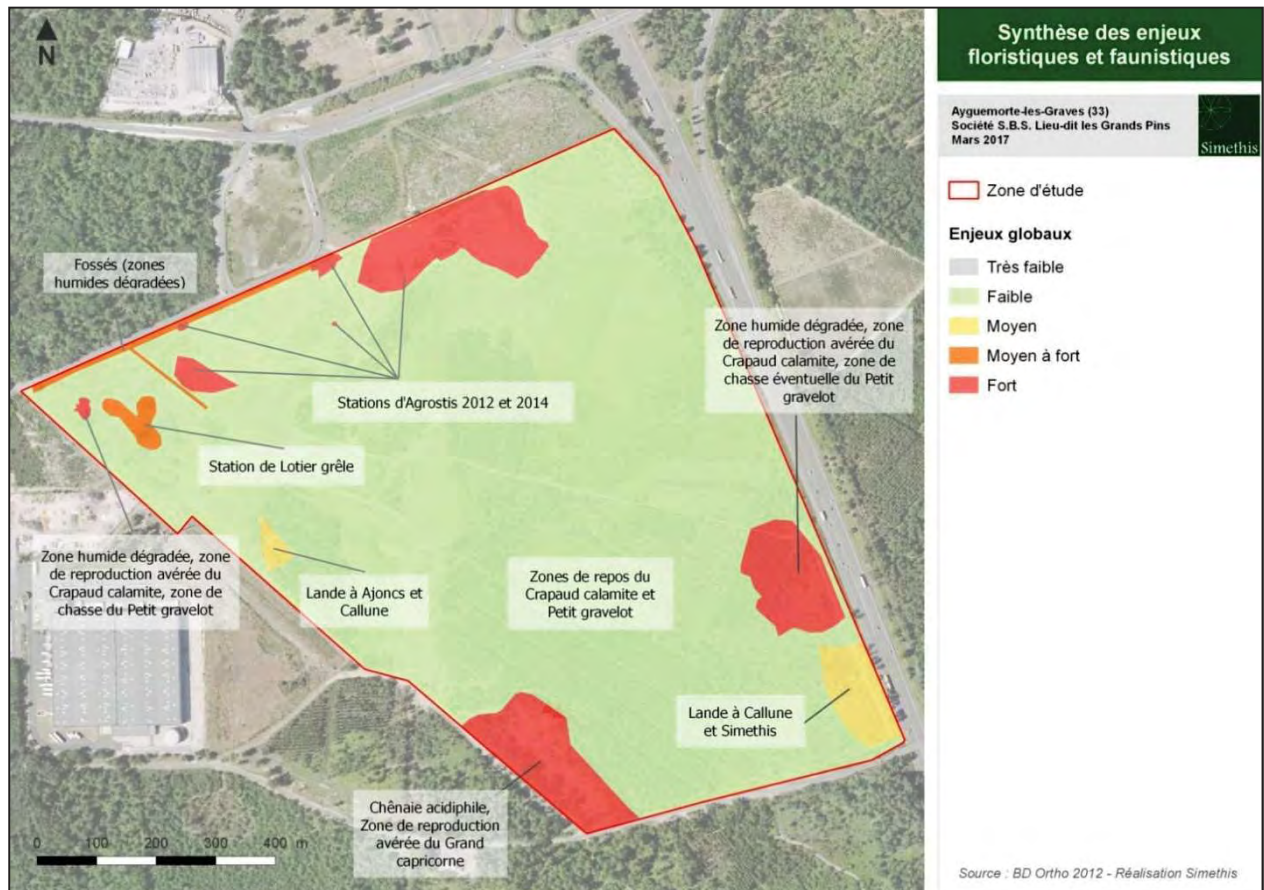 N
Fossés (zones
humides dégradées)
Stations d'Agrostis 2012 et 2014
Station de Lotier grêle
Zone humide dégradée, zone
de reproduction avérée du
Crapaud calamite, zone de
chasse éventuelle du Petit
gravelot
Zone humide dégradée, zone
de reproduction avérée du
Crapaud calamite, zone de
chasse du Petit gravelot
Lande à Ajoncs et
Callune
Zones de repos du
Crapaud calamite et
Petit gravelot
Lande à Callune
et Simethis
Chênaie acidiphile,
Zone de reproduction
avérée du Grand
capricorne
0 100 200 300 400 m
Synthèse des enjeux
floristiques et faunistiques
Ayguemorte-les-Graves (33)
Société S.B.S. Lieu-dit les Grands Pins
Mars 2017
Simethis
Zone d'étude
Enjeux globaux
Très faible
Faible
Moyen
Moyen à fort
Fort
Source : BD Ortho 2012 - Réalisation Simethis